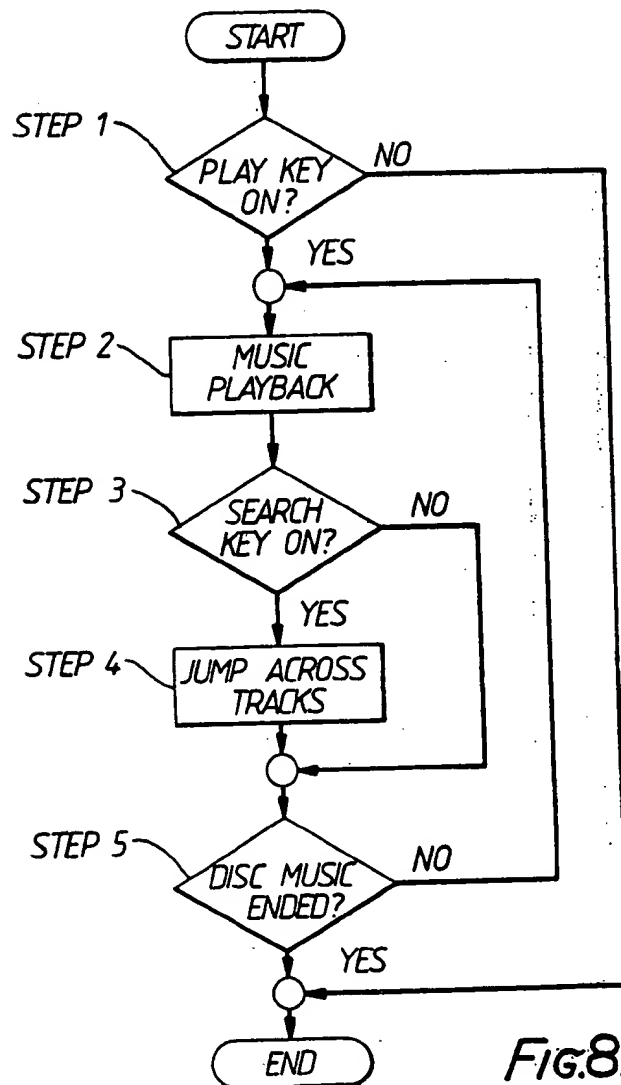 START
STEP 1
PLAY KEY
ON?
NO
YES
STEP 2
MUSIC
PLAYBACK
STEP 3
SEARCH
KEY ON?
NO
YES
STEP 4
JUMP ACROSS
TRACKS
STEP 5
DISC MUSIC
ENDED?
NO
YES
END
FIG.8.